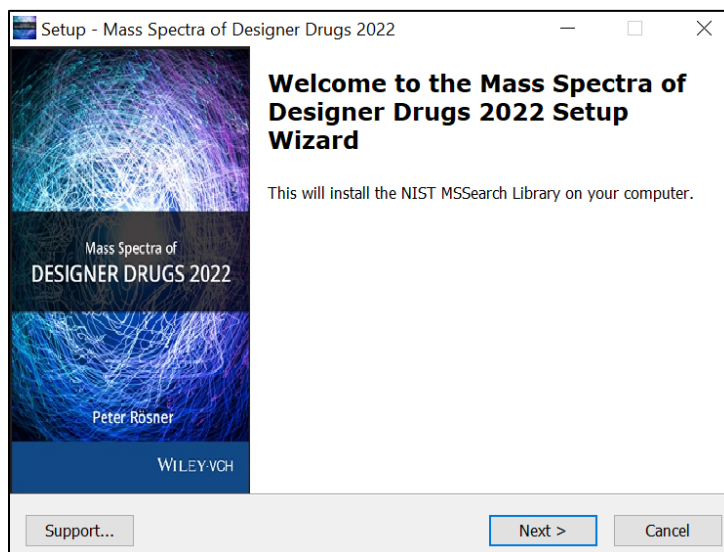 Setup - Mass Spectra of Designer Drugs 2022
Mass Spectra of
DESIGNER DRUGS 2022
Peter Rösner
WILEY-VCH
Welcome to the Mass Spectra of
Designer Drugs 2022 Setup
Wizard
This will install the NIST MSSearch Library on your computer.
Support...
Next >
Cancel